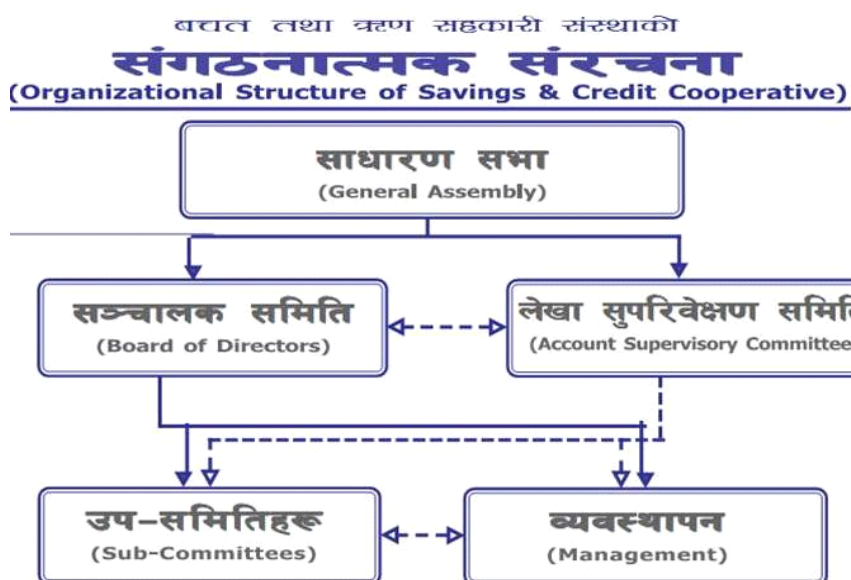 बचत तथा ऋण सहकारी संस्थाको
संगठनात्मक संरचना
(Organizational Structure of Savings & Credit Cooperative)
साधारण सभा
(General Assembly)
सञ्चालक समिति
(Board of Directors)
लेखा सुपरिवेक्षण समिति
(Account Supervisory Committee
उप-समितिहरू
(Sub-Committees)
व्यवस्थापन
(Management)